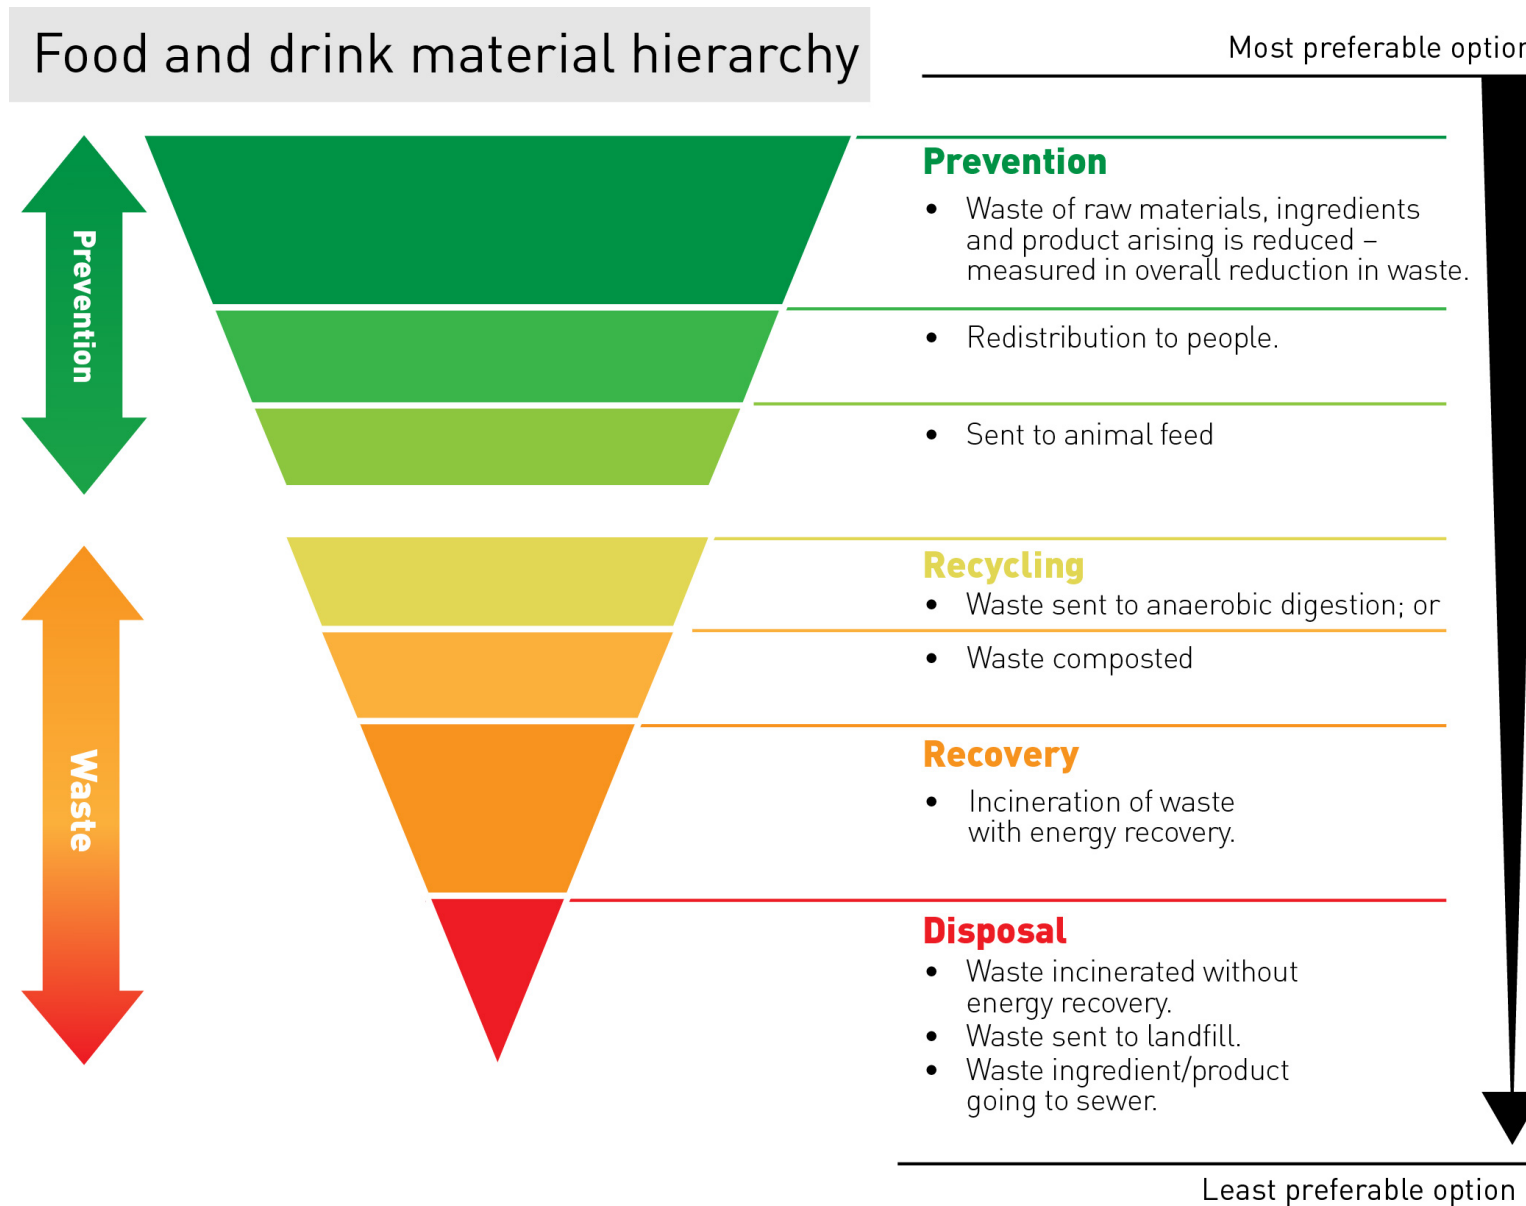 Food and drink material hierarchy
Most preferable option
Prevention
Prevention
• Waste of raw materials, ingredients
and product arising is reduced –
measured in overall reduction in waste.
• Redistribution to people.
• Sent to animal feed
Waste
Recycling
• Waste sent to anaerobic digestion; or
• Waste composted
Recovery
• Incineration of waste
with energy recovery.
Disposal
• Waste incinerated without
energy recovery.
• Waste sent to landfill.
• Waste ingredient/product
going to sewer.
Least preferable option